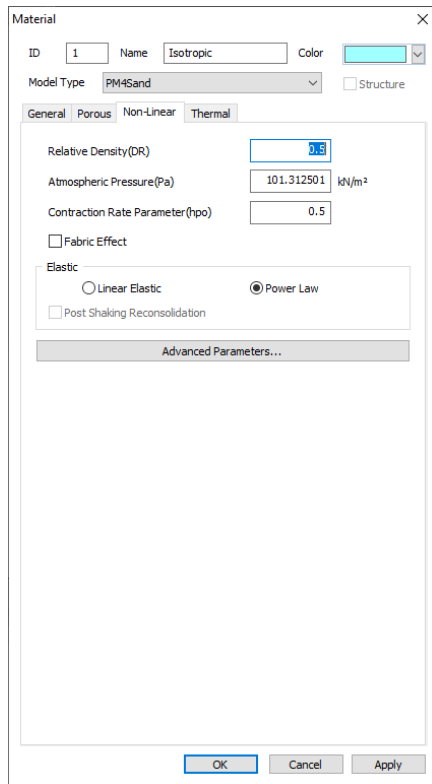 Material
ID 1 Name Isotropic Color
Model Type PM4Sand Structure
General Porous Non-Linear Thermal
Relative Density(DR) 0.5
Atmospheric Pressure(Pa) 101.312501 kN/m²
Contraction Rate Parameter(hpo) 0.5
Fabric Effect
Elastic
Linear Elastic Power Law
Post Shaking Reconsolidation
Advanced Parameters...
OK Cancel Apply